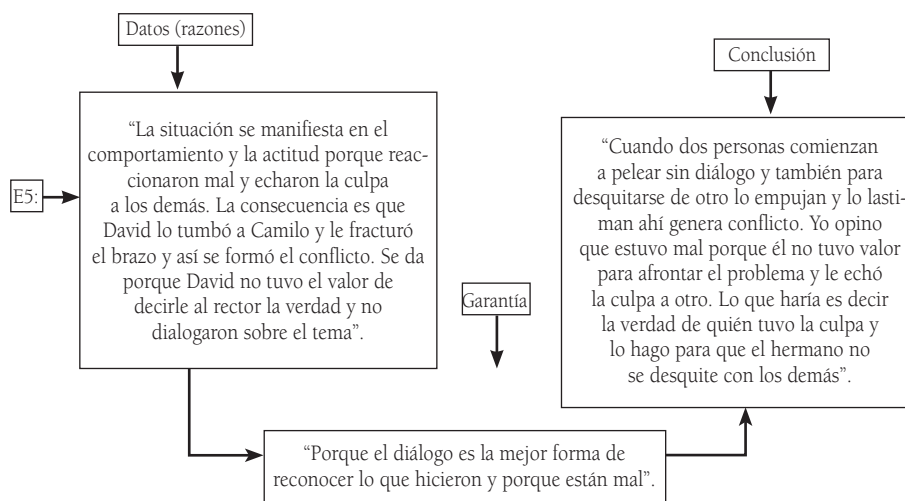 Datos (razones)
Conclusión
“La situación se manifiesta en el
comportamiento y la actitud porque reac-
cionaron mal y echaron la culpa
a los demás. La consecuencia es que
David lo tumbó a Camilo y le fracturó
el brazo y así se formó el conflicto. Se da
porque David no tuvo el valor de
decirle al rector la verdad y no
dialogaron sobre el tema”.
E5:
“Cuando dos personas comienzan
a pelear sin diálogo y también para
desquitarse de otro lo empujan y lo lasti-
man ahí genera conflicto. Yo opino
que estuvo mal porque él no tuvo valor
para afrontar el problema y le echó
la culpa a otro. Lo que haría es decir
la verdad de quién tuvo la culpa y
lo hago para que el hermano no
se desquite con los demás”.
Garantía
“Porque el diálogo es la mejor forma de
reconocer lo que hicieron y porque están mal”.